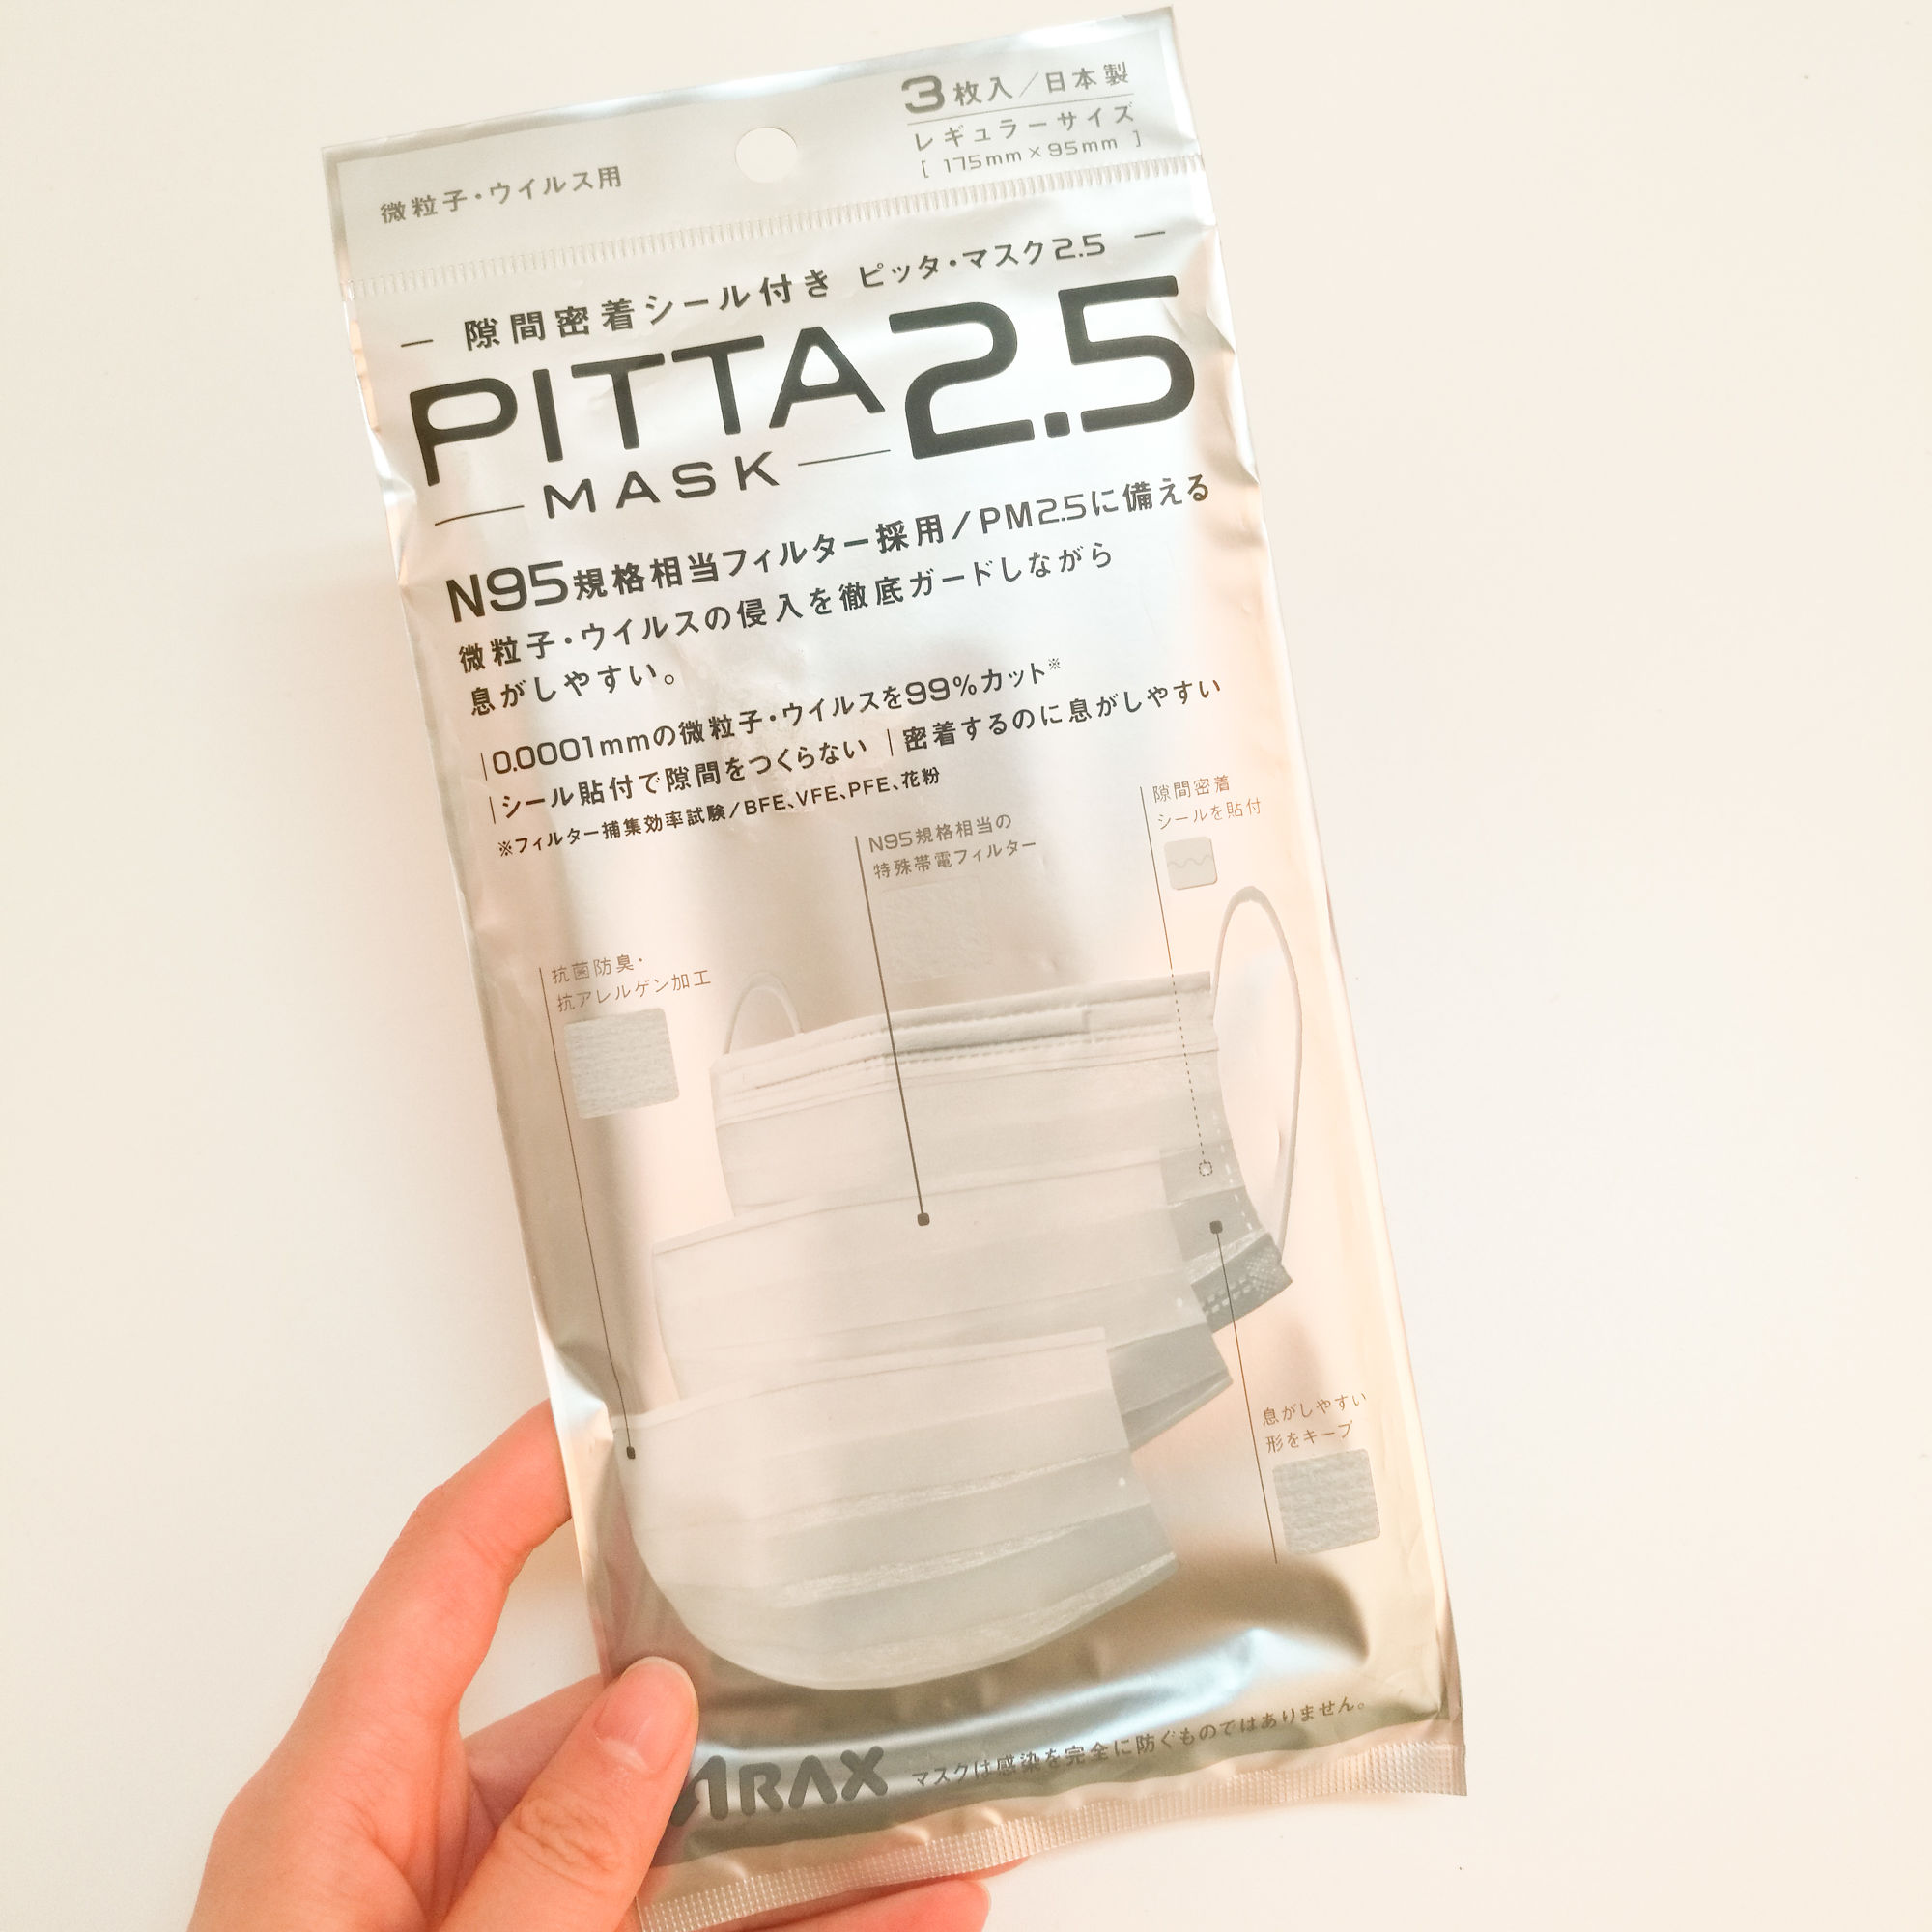 微粒子・ウイルス用
3枚入／日本製
レギュラーサイズ
[ 175mm×95mm ]
― 隙間密着シール付き ピッタ・マスク2.5 ―
PITTA 2.5
MASK
N95規格相当フィルター採用/PM2.5に備える
微粒子・ウイルスの侵入を徹底ガードしながら
息がしやすい。
|0.0001mmの微粒子・ウイルスを99%カット※
|シール貼付で隙間をつくらない |密着するのに息がしやすい
※フィルター捕集効率試験/BFE、VFE、PFE、花粉
隙間密着
シールを貼付
N95規格相当の
特殊帯電フィルター
抗菌防臭・
抗アレルゲン加工
息がしやすい
形をキープ
ARAX
マスクは感染を完全に防ぐものではありません。